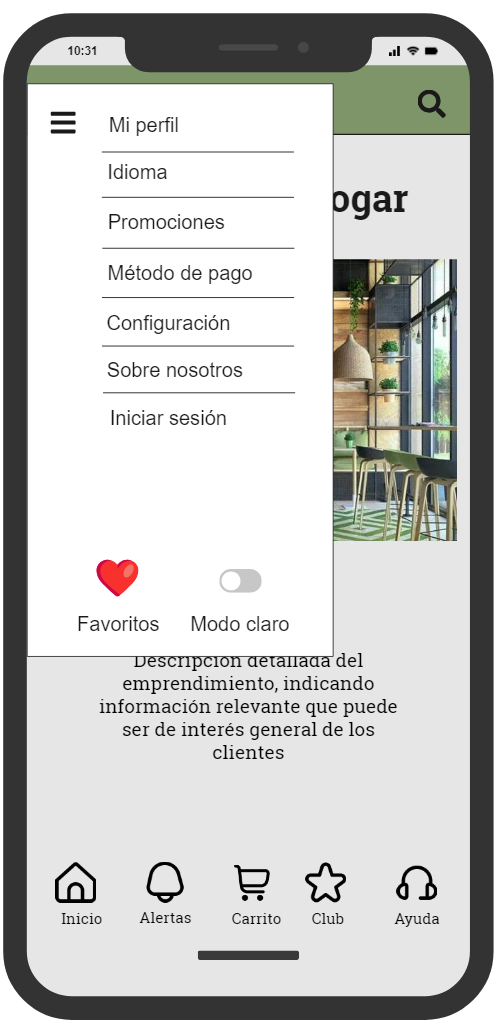 10:31
Mi perfil
Idioma
Promociones
Método de pago
Configuración
Sobre nosotros
Iniciar sesión
ogar
Favoritos
Modo claro
Descripción detallada del
emprendimiento, indicando
información relevante que puede
ser de interés general de los
clientes
Inicio
Alertas
Carrito
Club
Ayuda